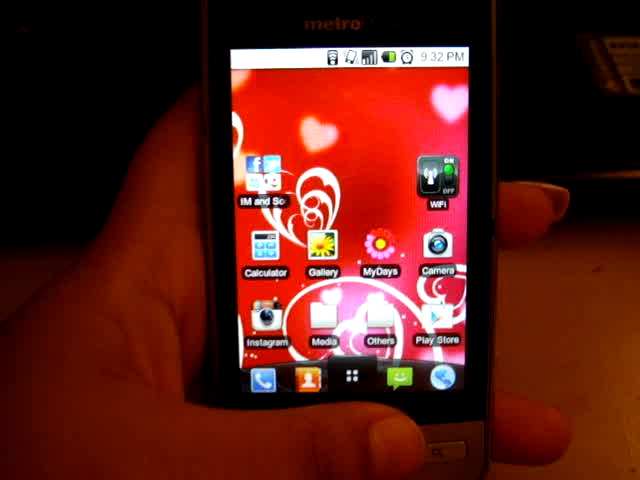 metro
9:32 PM
ON
OFF
IM and So
WiFi
Calculator
Gallery
MyDays
Camera
Instagram
Media
Others
Play Store